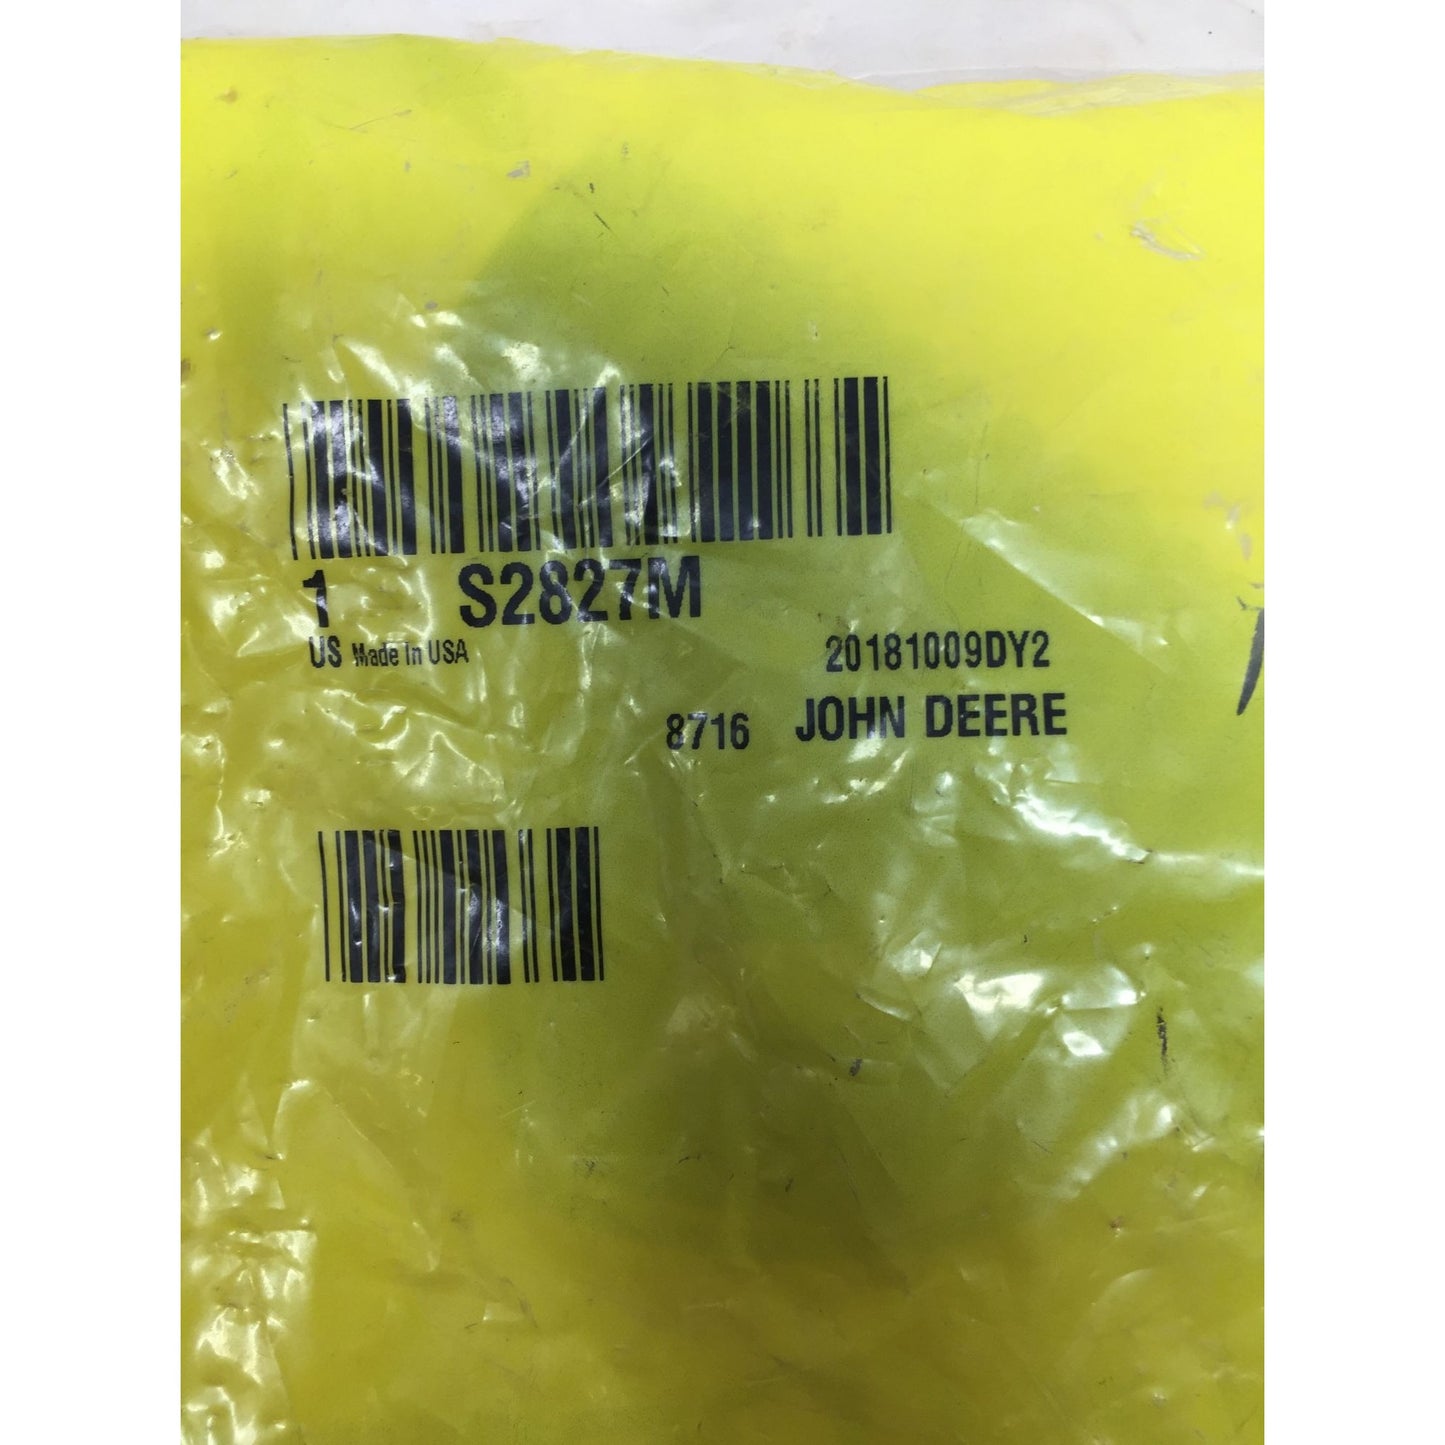 1 S2827M
US Made In USA 20181009DY2
8716 JOHN DEERE